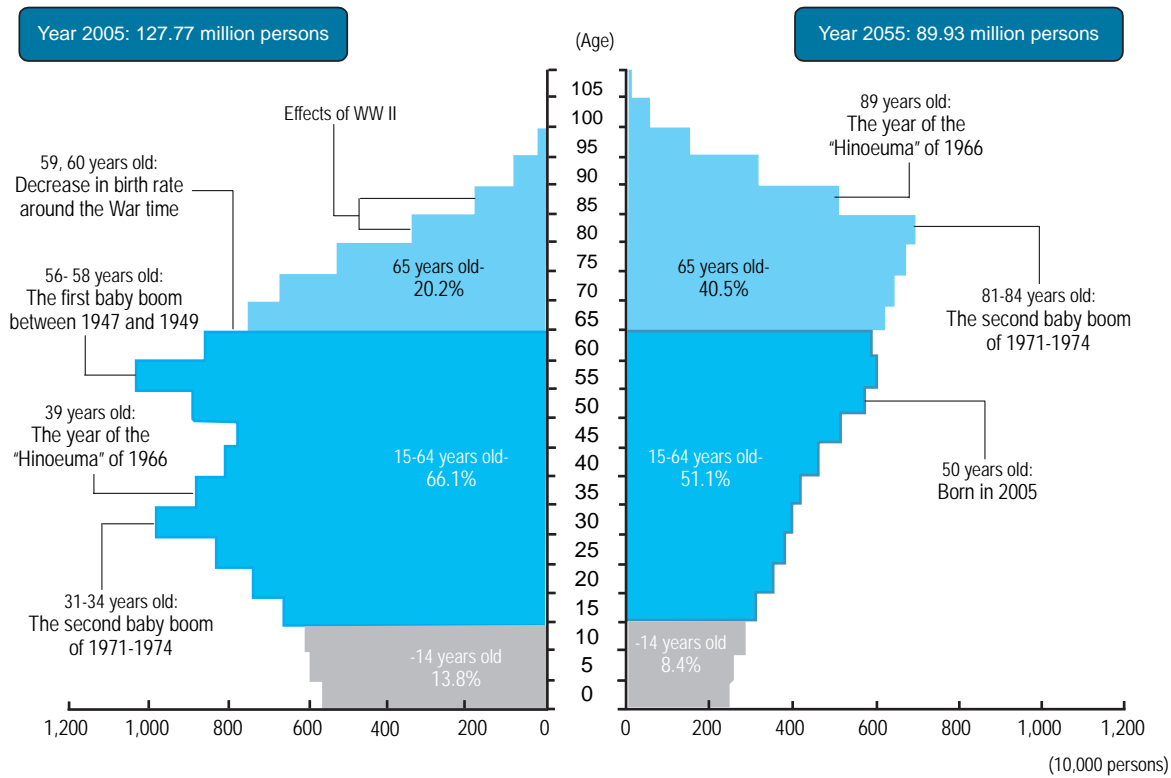 Year 2005: 127.77 million persons
(Age)
Year 2055: 89.93 million persons
Effects of WW II
59, 60 years old:
Decrease in birth rate
around the War time
56- 58 years old:
The first baby boom
between 1947 and 1949
39 years old:
The year of the
"Hinoeuma" of 1966
31-34 years old:
The second baby boom
of 1971-1974
65 years old-
20.2%
15-64 years old-
66.1%
-14 years old
13.8%
105
100
95
90
85
80
75
70
65
60
55
50
45
40
35
30
25
20
15
10
5
0
89 years old:
The year of the
"Hinoeuma" of 1966
65 years old-
40.5%
81-84 years old:
The second baby boom
of 1971-1974
15-64 years old-
51.1%
50 years old:
Born in 2005
-14 years old
8.4%
1,200 1,000 800 600 400 200 0
0 200 400 600 800 1,000 1,200
(10,000 persons)